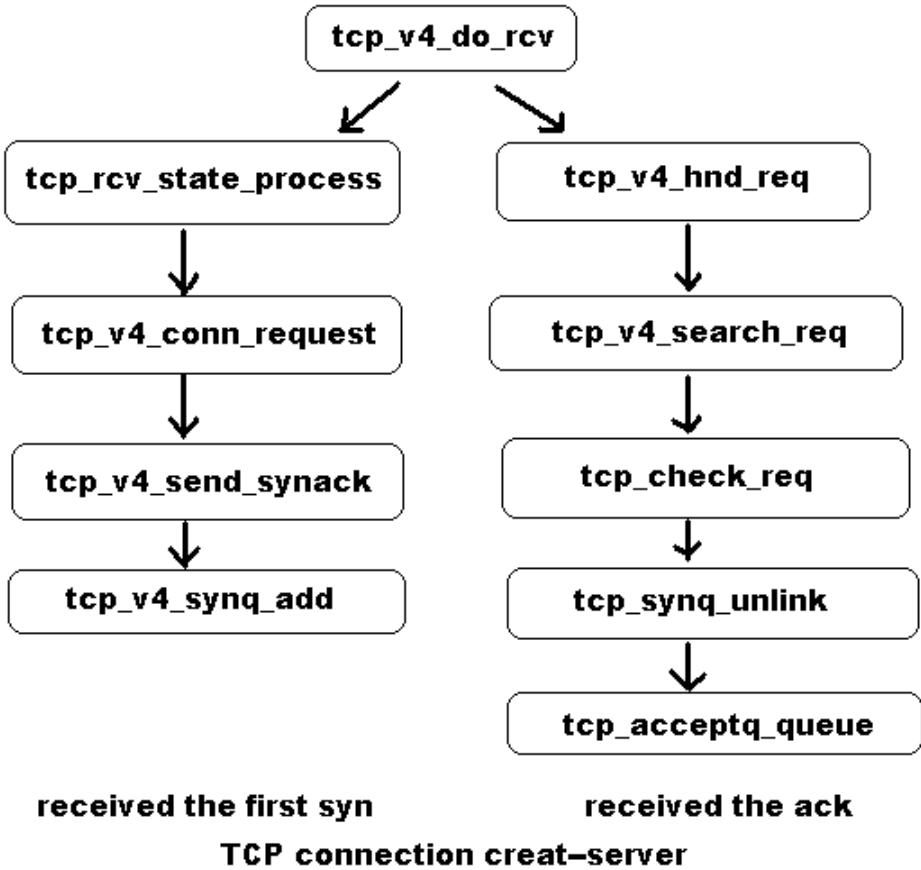 tcp_v4_do_rcv
tcp_rcv_state_process
tcp_v4_hnd_req
tcp_v4_conn_request
tcp_v4_search_req
tcp_v4_send_synack
tcp_check_req
tcp_v4_synq_add
tcp_synq_unlink
tcp_acceptq_queue
received the first syn
received the ack
TCP connection creat–server